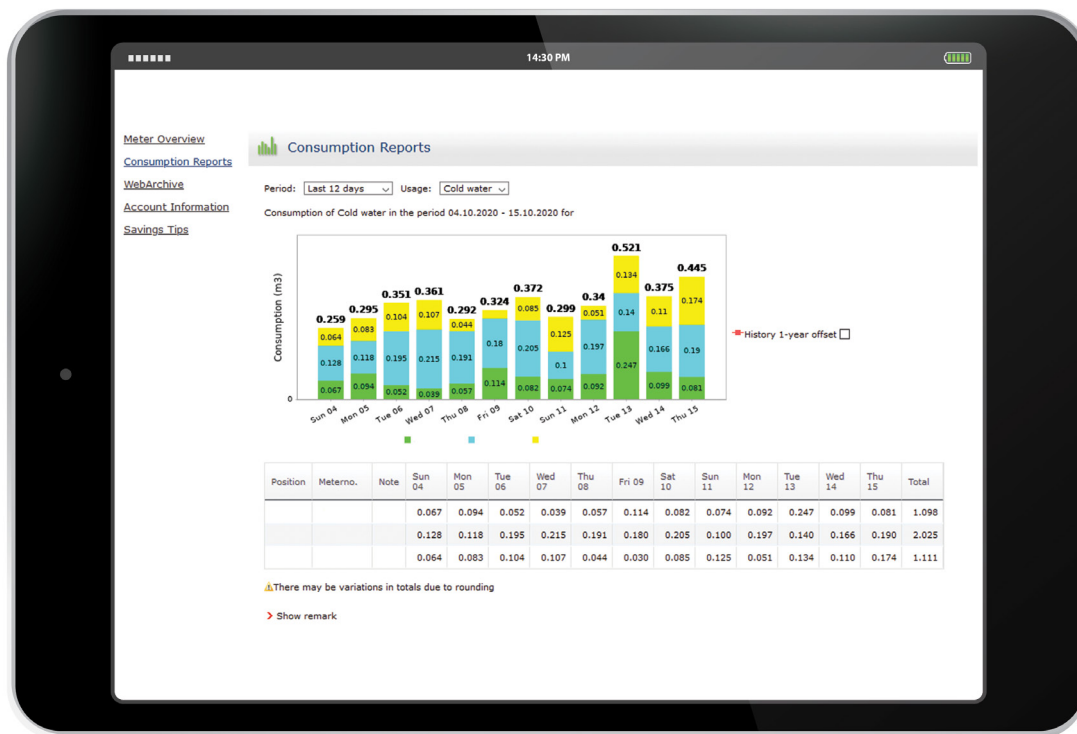 14:30 PM
Meter Overview
Consumption Reports
WebArchive
Account Information
Savings Tips
Consumption Reports
Period: Last 12 days Usage: Cold water
Consumption of Cold water in the period 04.10.2020 - 15.10.2020 for
Consumption (m3)
0
0.259 0.295 0.351 0.361 0.292 0.324 0.372 0.299 0.34 0.521 0.375 0.445
0.064 0.083 0.104 0.107 0.044 0.085 0.125 0.051 0.134 0.11 0.174
0.128 0.118 0.195 0.215 0.191 0.18 0.205 0.1 0.197 0.14 0.166 0.19
0.067 0.094 0.052 0.039 0.057 0.114 0.082 0.074 0.092 0.247 0.099 0.081
Sun 04 Mon 05 Tue 06 Wed 07 Thu 08 Fri 09 Sat 10 Sun 11 Mon 12 Tue 13 Wed 14 Thu 15
History 1-year offset
Position Meterno. Note Sun 04 Mon 05 Tue 06 Wed 07 Thu 08 Fri 09 Sat 10 Sun 11 Mon 12 Tue 13 Wed 14 Thu 15 Total
0.067 0.094 0.052 0.039 0.057 0.114 0.082 0.074 0.092 0.247 0.099 0.081 1.098
0.128 0.118 0.195 0.215 0.191 0.180 0.205 0.100 0.197 0.140 0.166 0.190 2.025
0.064 0.083 0.104 0.107 0.044 0.030 0.085 0.125 0.051 0.134 0.110 0.174 1.111
There may be variations in totals due to rounding
Show remark